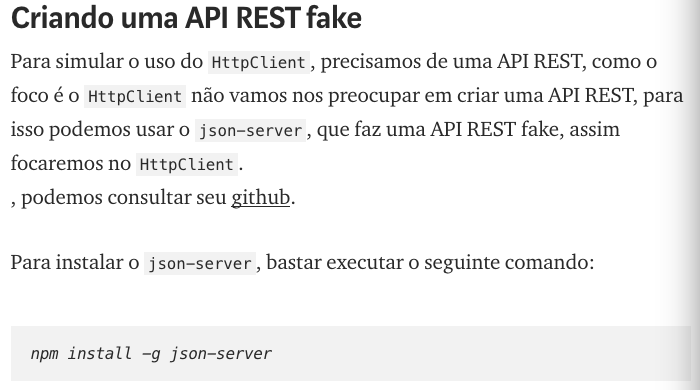 Criando uma API REST fake
Para simular o uso do HttpClient, precisamos de uma API REST, como o
foco é o HttpClient não vamos nos preocupar em criar uma API REST, para
isso podemos usar o json-server, que faz uma API REST fake, assim
focaremos no HttpClient.
, podemos consultar seu github.
Para instalar o json-server, bastar executar o seguinte comando:
npm install -g json-server